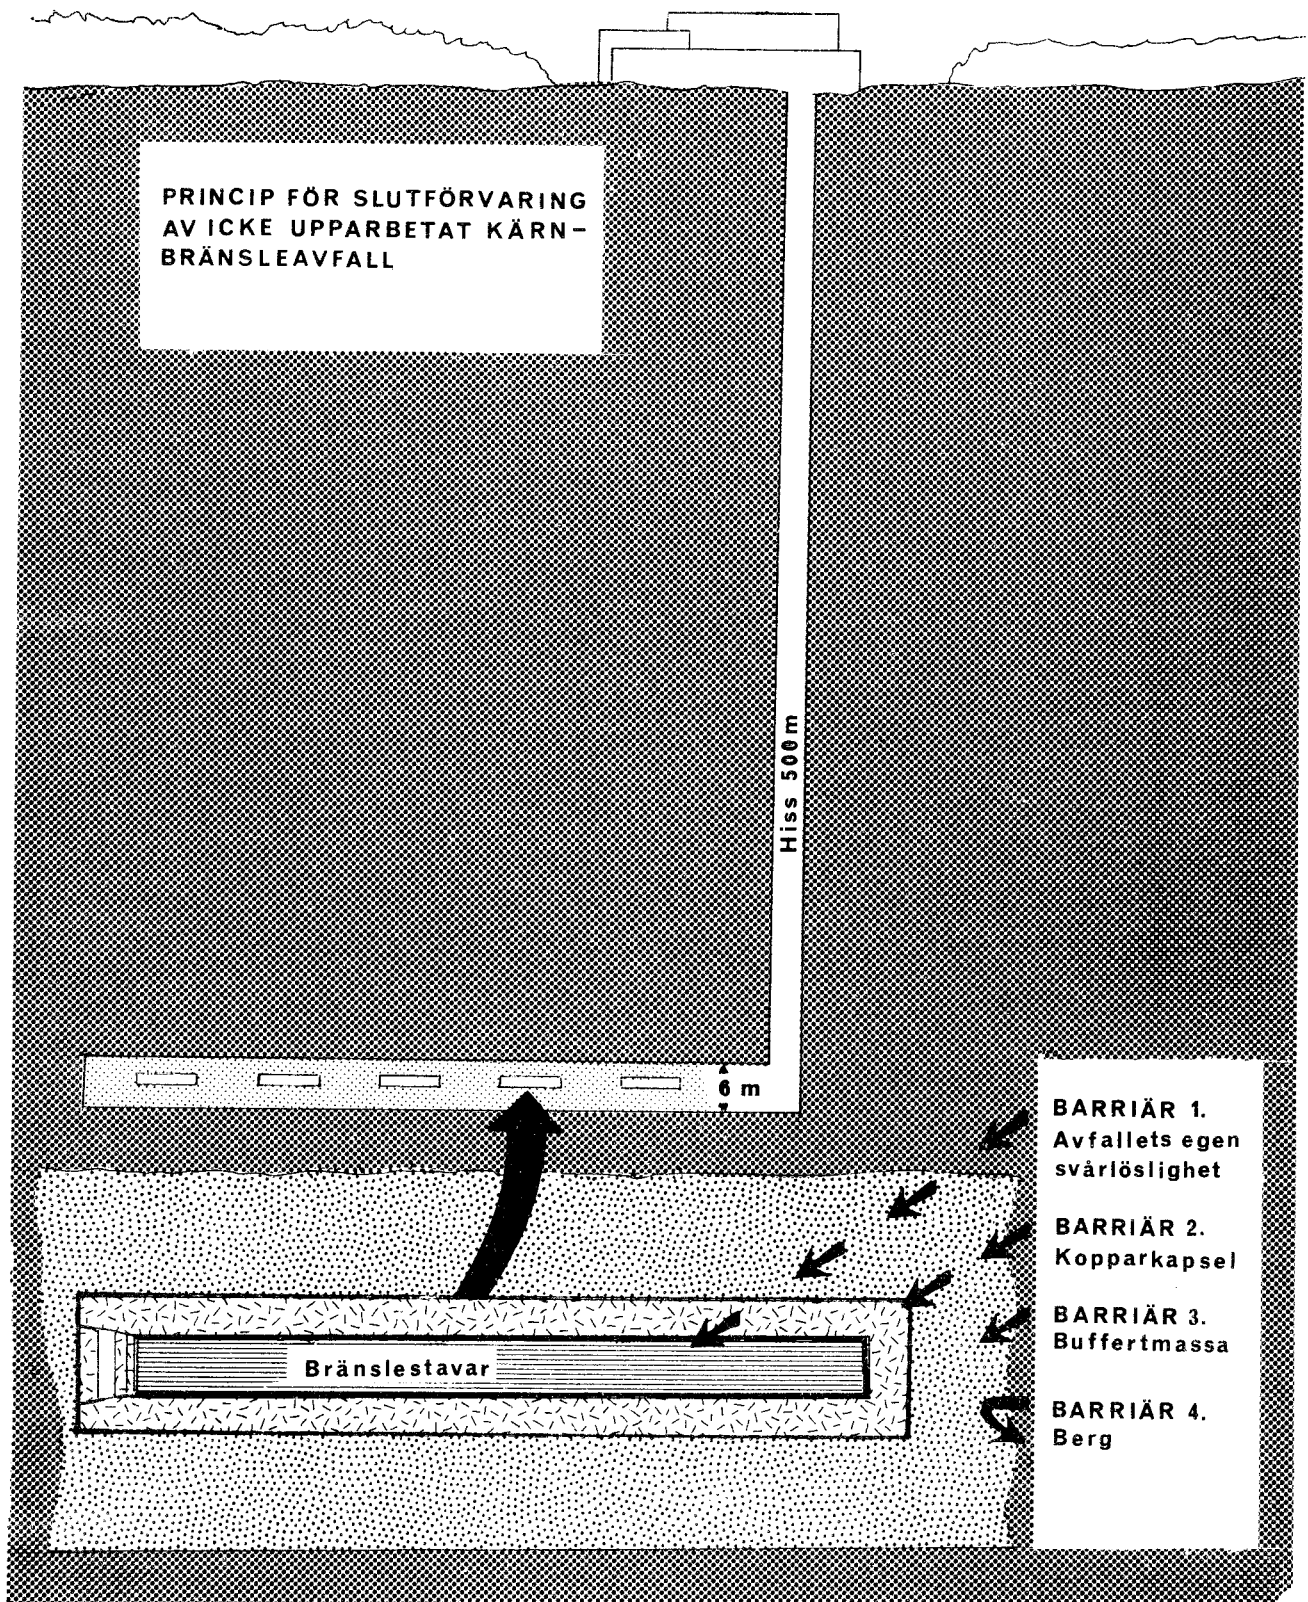 PRINCIP FÖR SLUTFÖRVARING
AV ICKE UPPARBETAT KÄRN-
BRÄNSLEAVFALL
Hiss 500m
6 m
BARRIÄR 1.
Avfallets egen
svårlöslighet
BARRIÄR 2.
Kopparkapsel
BARRIÄR 3.
Buffertmassa
BARRIÄR 4.
Berg
Bränslestavar